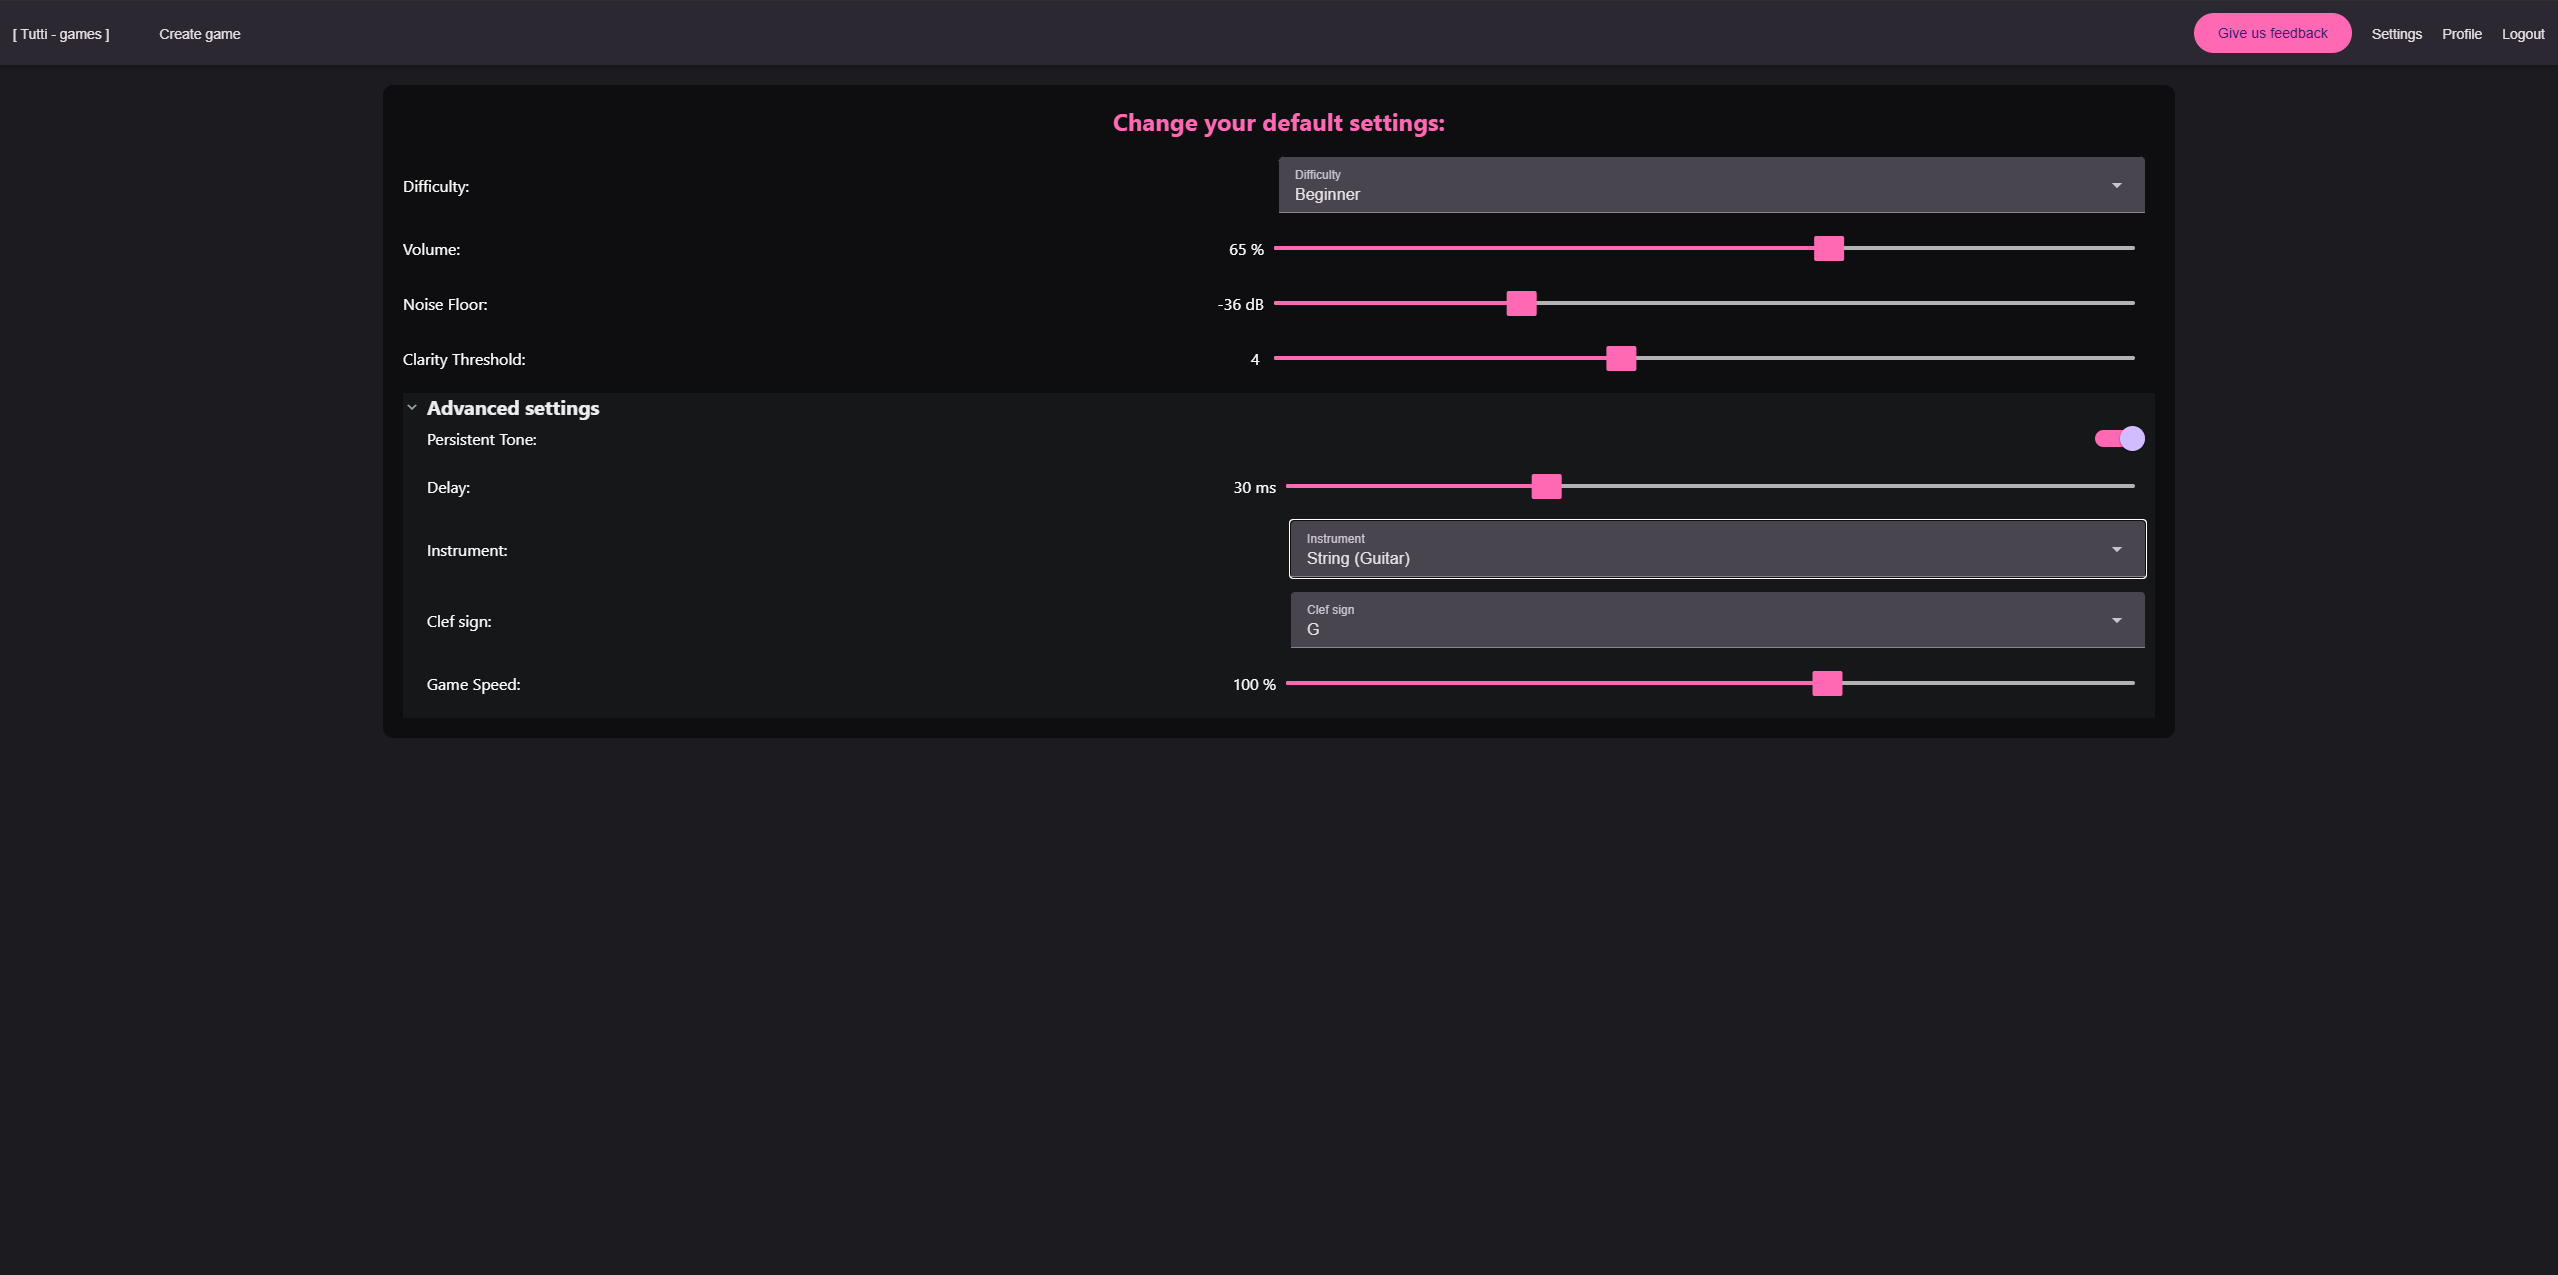 [ Tutti - games ] Create game Give us feedback Settings Profile Logout
Change your default settings:
Difficulty: Difficulty
Beginner
Volume: 65 %
Noise Floor: -36 dB
Clarity Threshold: 4
Advanced settings
Persistent Tone:
Delay: 30 ms
Instrument: Instrument
String (Guitar)
Clef sign: Clef sign
G
Game Speed: 100 %